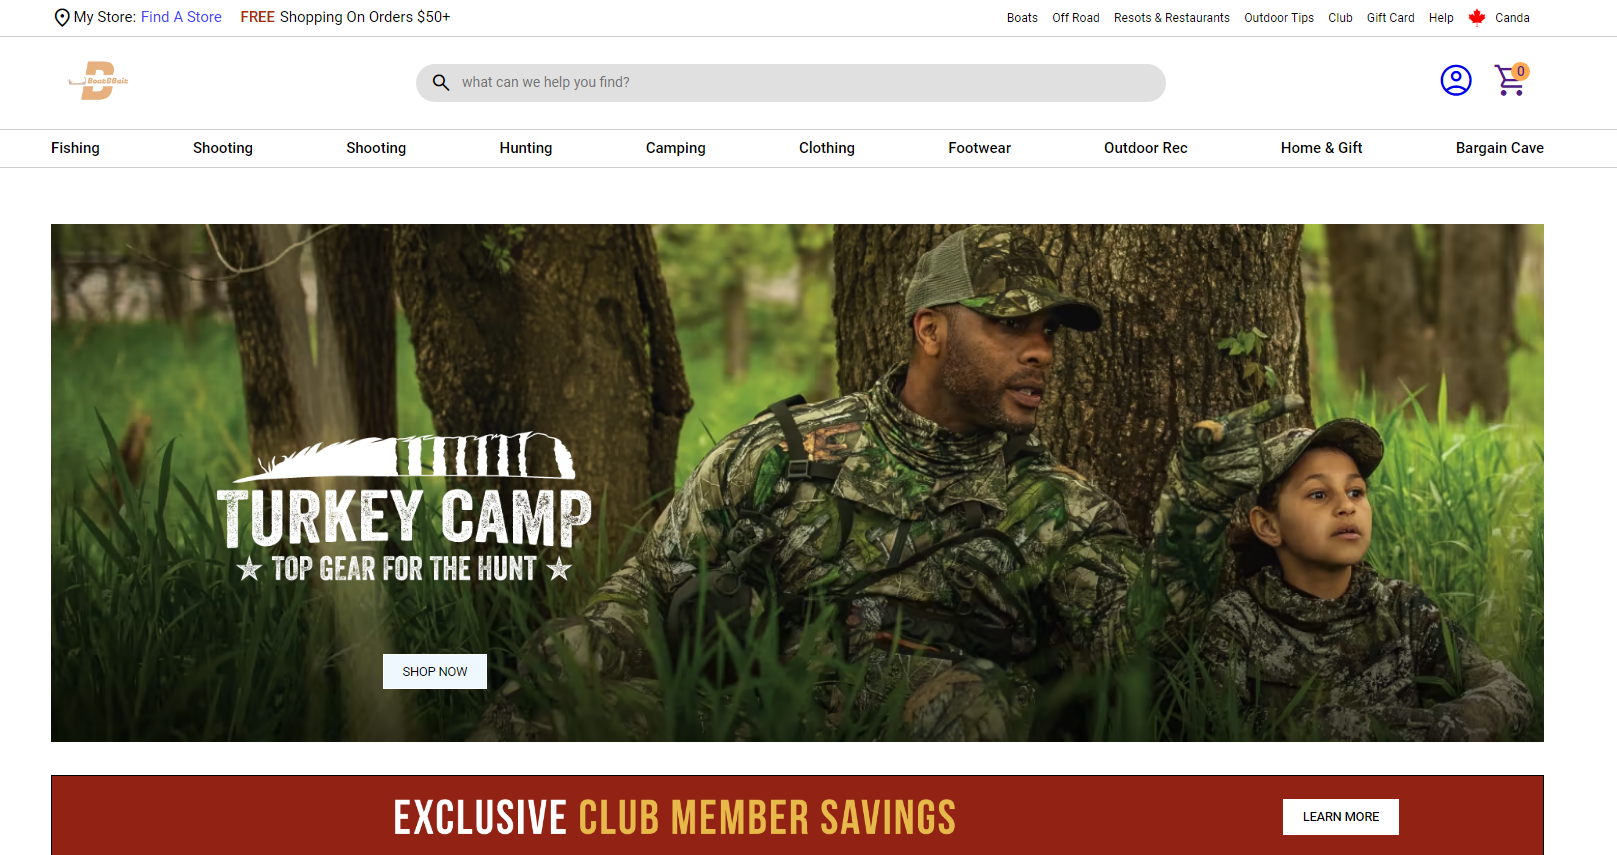 My Store: Find A Store FREE Shopping On Orders $50+ Boats Off Road Resots & Restaurants Outdoor Tips Club Gift Card Help Canda
BoatDBait what can we help you find? 0
Fishing Shooting Shooting Hunting Camping Clothing Footwear Outdoor Rec Home & Gift Bargain Cave
TURKEY CAMP
TOP GEAR FOR THE HUNT
SHOP NOW
EXCLUSIVE CLUB MEMBER SAVINGS LEARN MORE